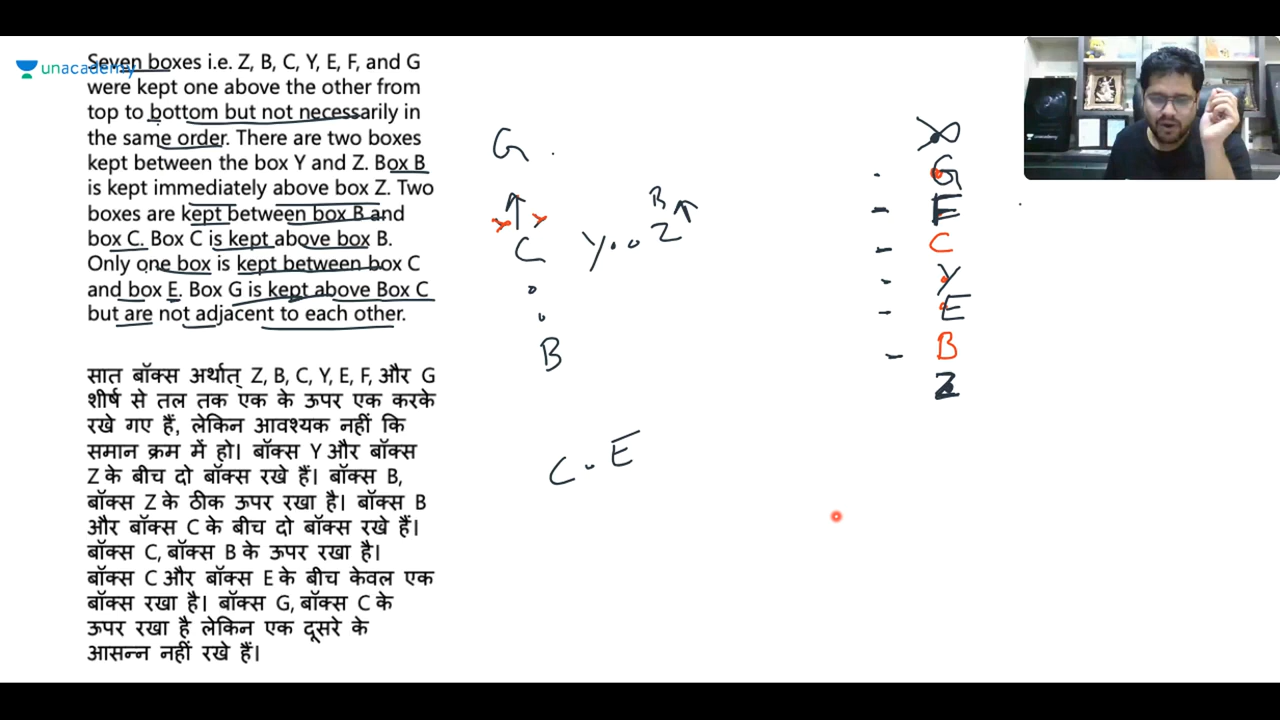 Seven boxes i.e. Z, B, C, Y, E, F, and G
unacademy
were kept one above the other from
top to bottom but not necessarily in
the same order. There are two boxes
kept between the box Y and Z. Box B
is kept immediately above box Z. Two
boxes are kept between box B and
box C. Box C is kept above box B.
Only one box is kept between box C
and box E. Box G is kept above Box C
but are not adjacent to each other.
सात बॉक्स अर्थात् Z, B, C, Y, E, F, और G
शीर्ष से तल तक एक के ऊपर एक करके
रखे गए हैं, लेकिन आवश्यक नहीं कि
समान क्रम में हो। बॉक्स Y और बॉक्स
Z के बीच दो बॉक्स रखे हैं। बॉक्स B,
बॉक्स Z के ठीक ऊपर रखा है। बॉक्स B
और बॉक्स C के बीच दो बॉक्स रखे हैं।
बॉक्स C, बॉक्स B के ऊपर रखा है।
बॉक्स C और बॉक्स E के बीच केवल एक
बॉक्स रखा है। बॉक्स G, बॉक्स C के
ऊपर रखा है लेकिन एक दूसरे के
आसन्न नहीं रखे हैं।
G
Y Y
C
B
B
Y . . Z
C . E
G
F
C
Y
E
B
Z
unacademy